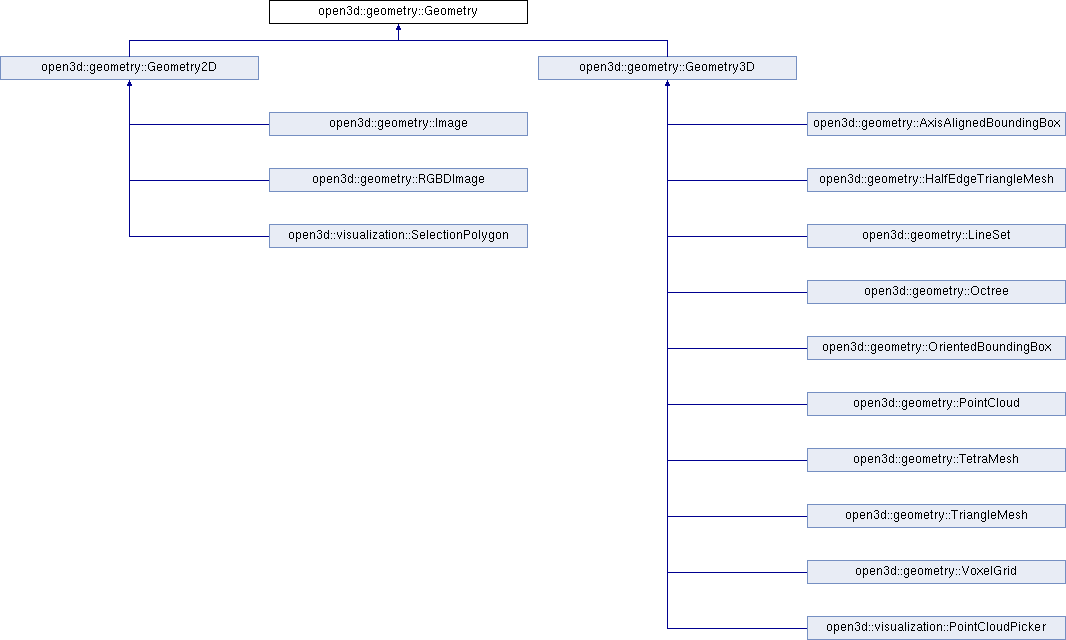 open3d::geometry::Geometry
open3d::geometry::Geometry2D
open3d::geometry::Geometry3D
open3d::geometry::Image
open3d::geometry::AxisAlignedBoundingBox
open3d::geometry::RGBDImage
open3d::geometry::HalfEdgeTriangleMesh
open3d::visualization::SelectionPolygon
open3d::geometry::LineSet
open3d::geometry::Octree
open3d::geometry::OrientedBoundingBox
open3d::geometry::PointCloud
open3d::geometry::TetraMesh
open3d::geometry::TriangleMesh
open3d::geometry::VoxelGrid
open3d::visualization::PointCloudPicker